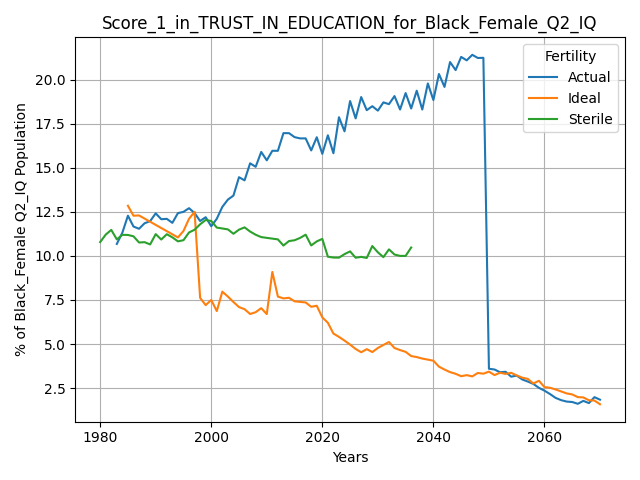 Score_1_in_TRUST_IN_EDUCATION_for_Black_Female_Q2_IQ
Fertility
Actual
Ideal
Sterile
% of Black_Female Q2_IQ Population
20.0
17.5
15.0
12.5
10.0
7.5
5.0
2.5
1980
2000
2020
2040
2060
Years